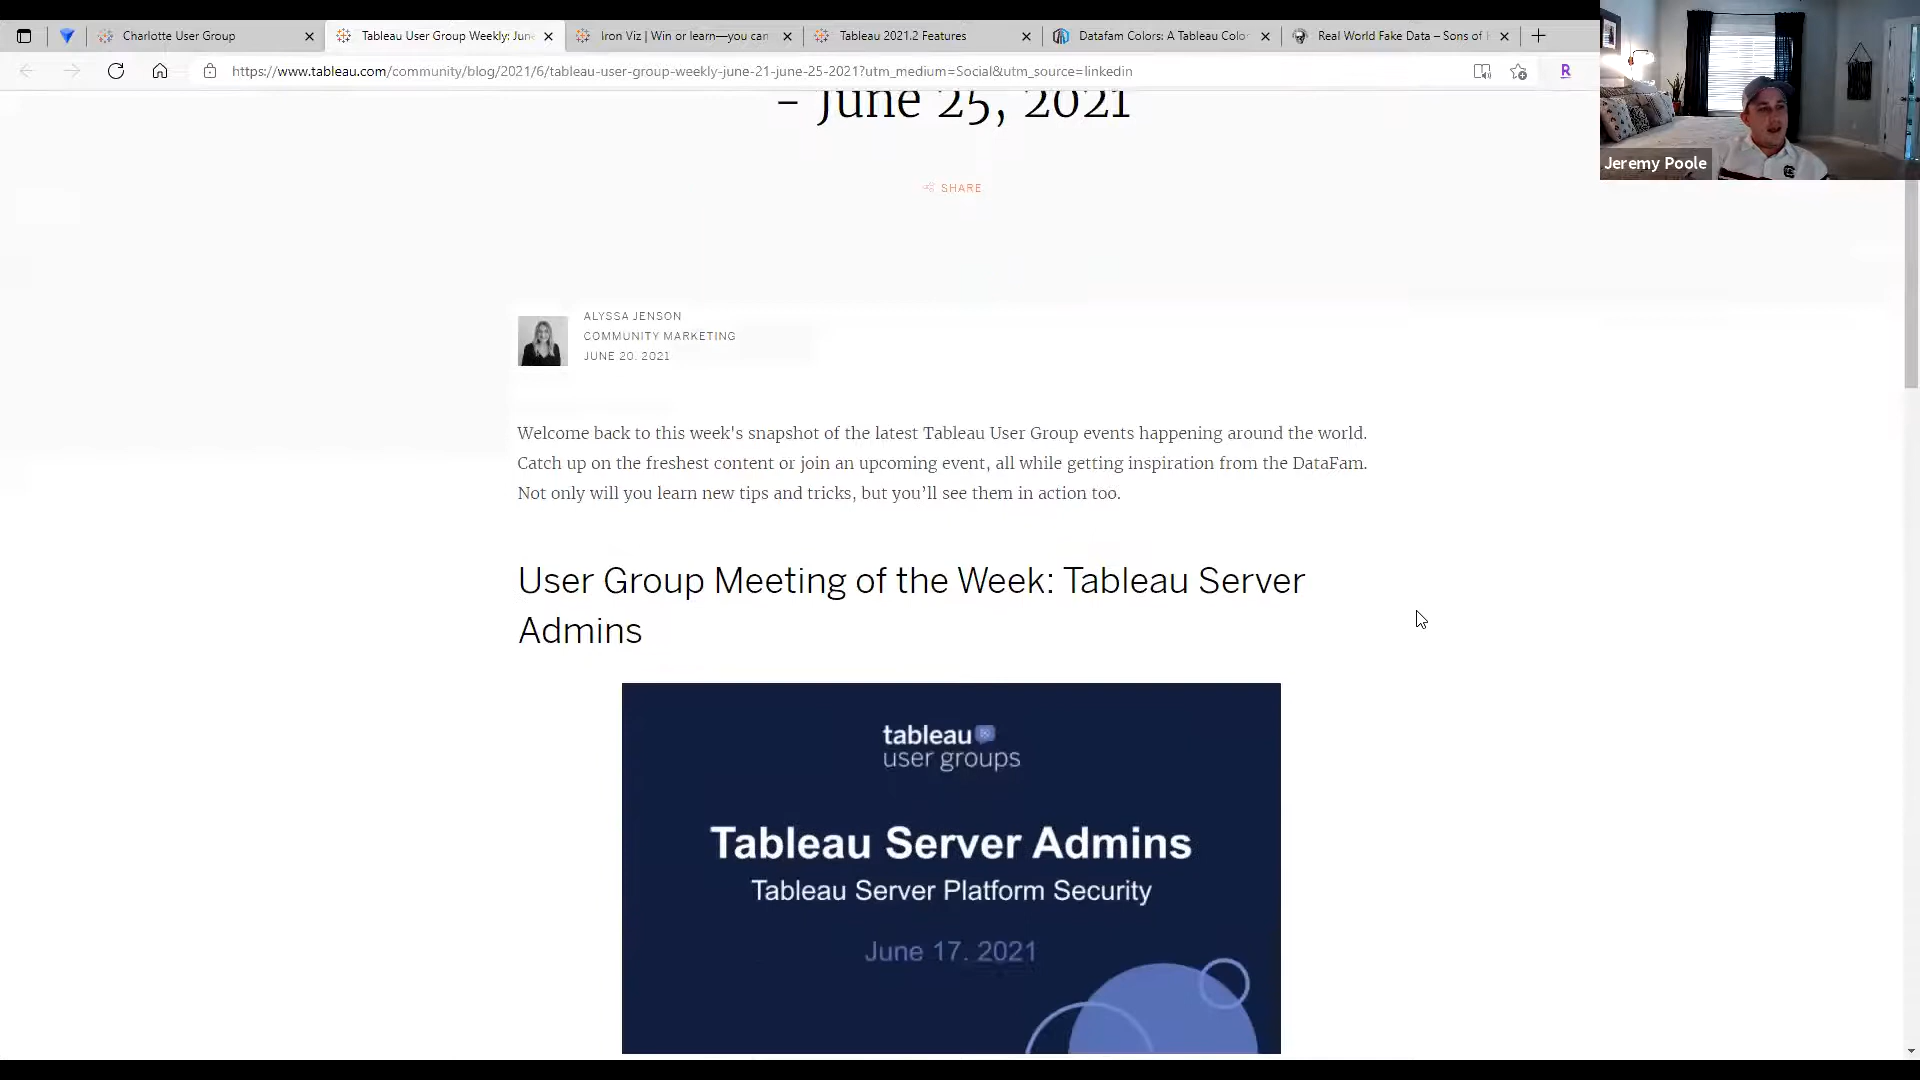 Charlotte User Group
Tableau User Group Weekly: June
Iron Viz | Win or learn—you can
Tableau 2021.2 Features
Datafam Colors: A Tableau Colo
Real World Fake Data – Sons of
https://www.tableau.com/community/blog/2021/6/tableau-user-group-weekly-june-21-june-25-2021?utm_medium=Social&utm_source=linkedin
R
Jeremy Poole
– June 25, 2021
SHARE
ALYSSA JENSON
COMMUNITY MARKETING
JUNE 20, 2021
Welcome back to this week's snapshot of the latest Tableau User Group events happening around the world.
Catch up on the freshest content or join an upcoming event, all while getting inspiration from the DataFam.
Not only will you learn new tips and tricks, but you’ll see them in action too.
User Group Meeting of the Week: Tableau Server
Admins
tableau
user groups
Tableau Server Admins
Tableau Server Platform Security
June 17, 2021